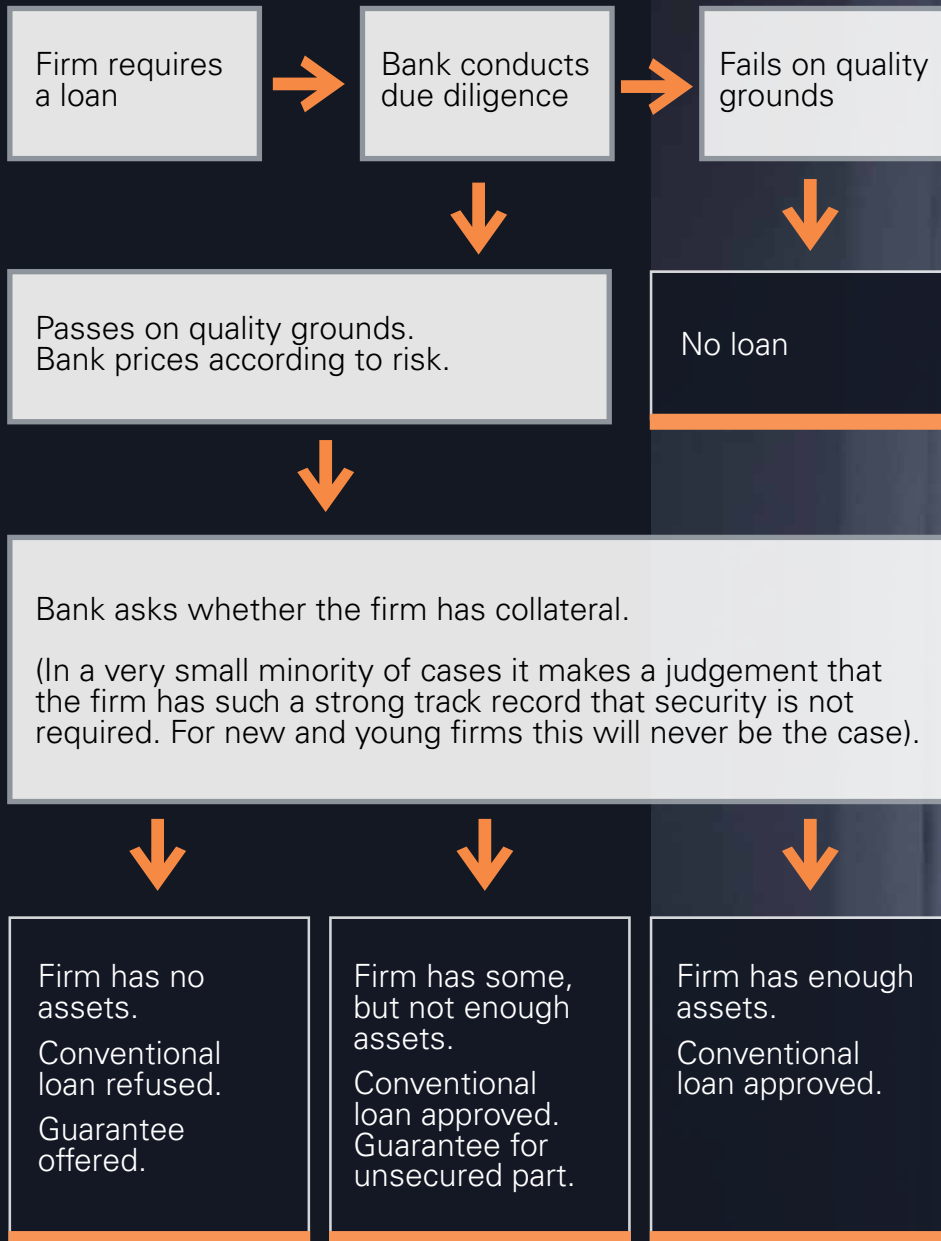 Firm requires
a loan
Bank conducts
due diligence
Fails on quality
grounds
Passes on quality grounds.
Bank prices according to risk.
No loan
Bank asks whether the firm has collateral.
(In a very small minority of cases it makes a judgement that
the firm has such a strong track record that security is not
required. For new and young firms this will never be the case).
Firm has no
assets.
Conventional
loan refused.
Guarantee
offered.
Firm has some,
but not enough
assets.
Conventional
loan approved.
Guarantee for
unsecured part.
Firm has enough
assets.
Conventional
loan approved.